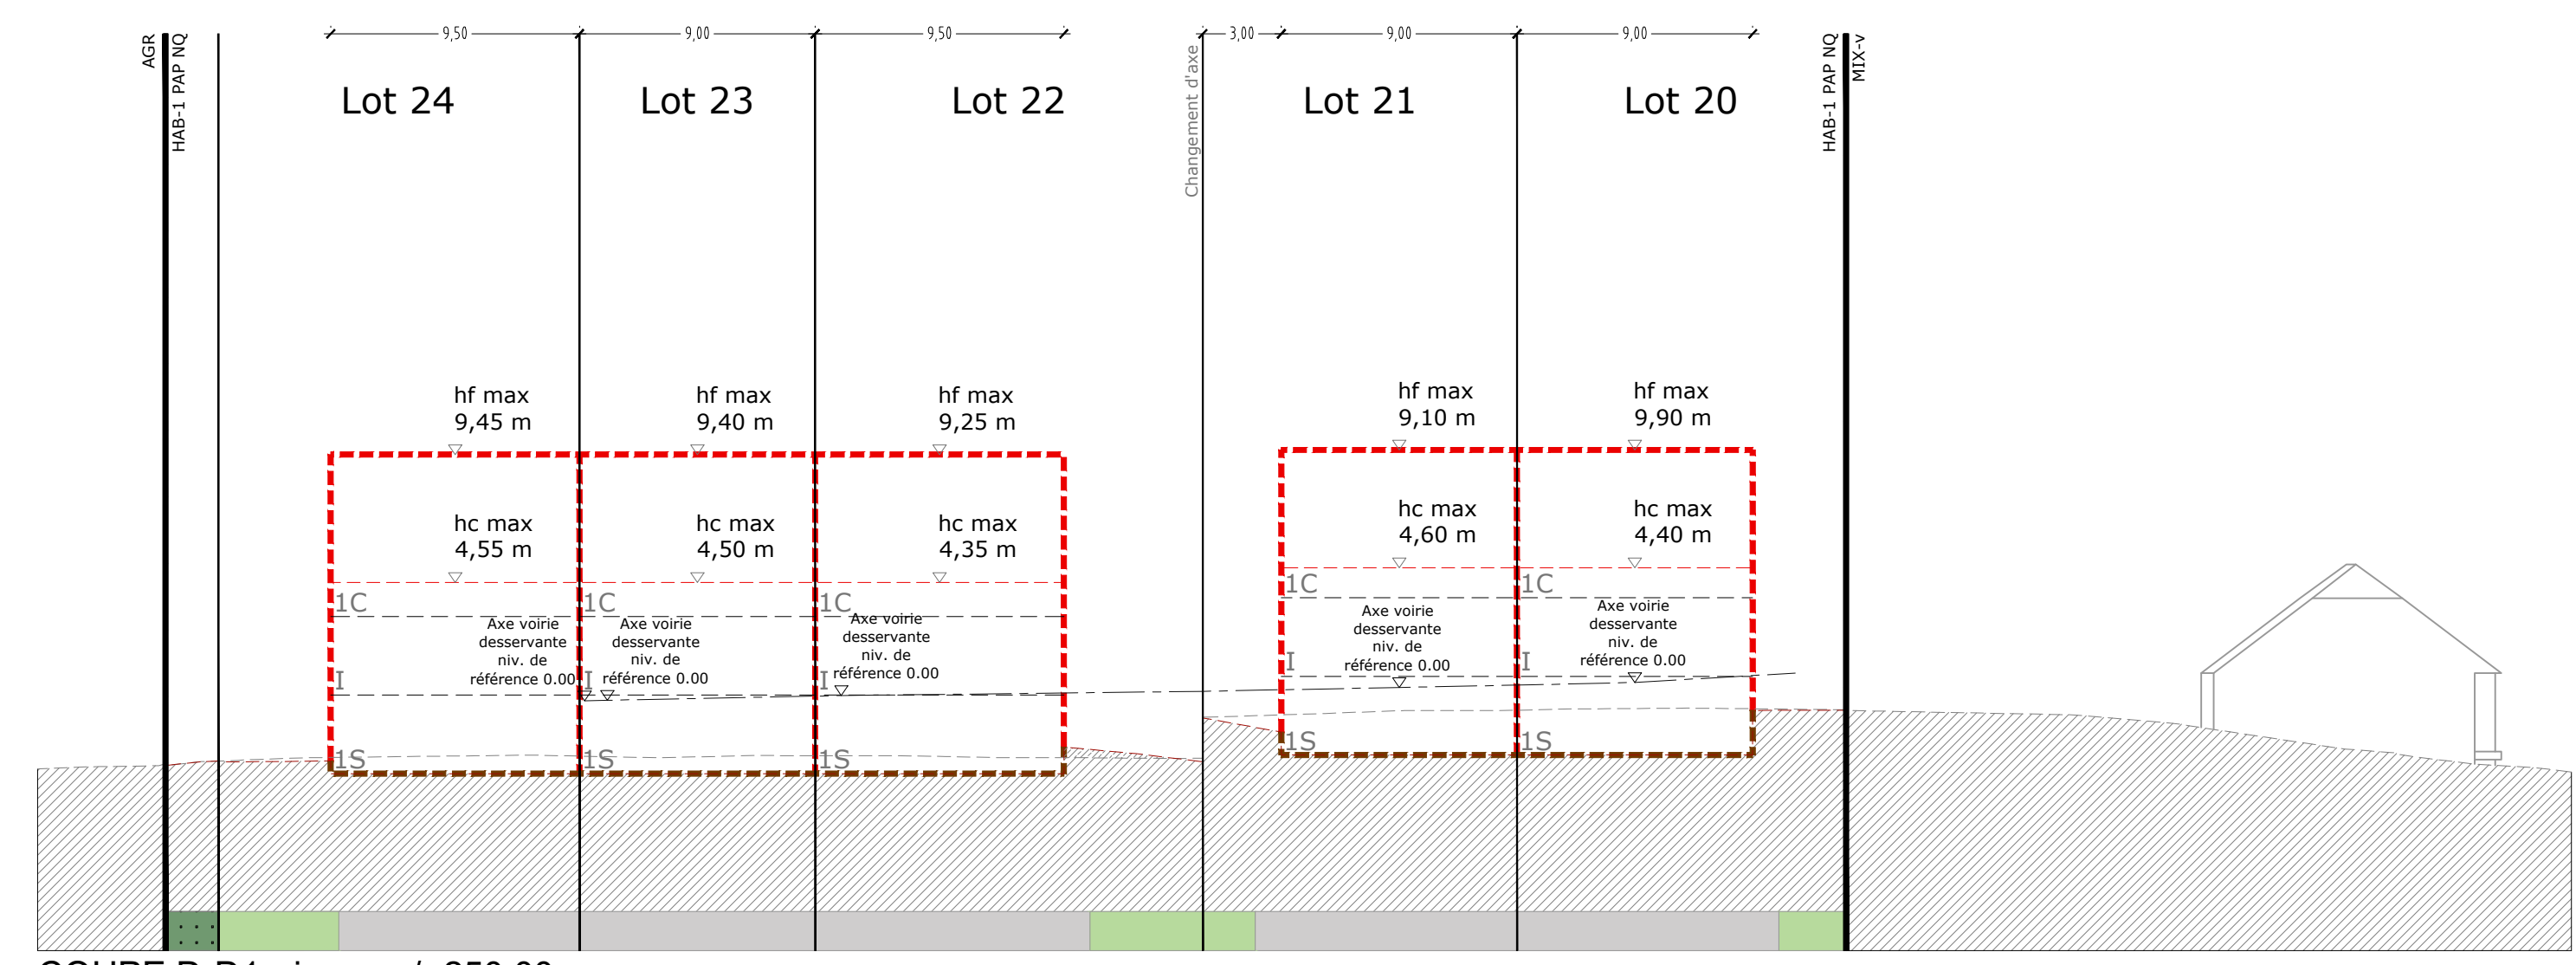 9,50
9,00
9,50
3,00
9,00
9,00
AGR
HAB-1 PAP NQ
Changement d'axe
HAB-1 PAP NQ
MIX-v
Lot 24
Lot 23
Lot 22
Lot 21
Lot 20
hf max
9,45 m
hf max
9,40 m
hf max
9,25 m
hf max
9,10 m
hf max
9,90 m
hc max
4,55 m
hc max
4,50 m
hc max
4,35 m
hc max
4,60 m
hc max
4,40 m
1C
1C
1C
1C
1C
Axe voirie
desservante
niv. de
référence 0.00
Axe voirie
desservante
niv. de
référence 0.00
Axe voirie
desservante
niv. de
référence 0.00
Axe voirie
desservante
niv. de
référence 0.00
Axe voirie
desservante
niv. de
référence 0.00
I
I
I
I
I
1S
1S
1S
1S
1S